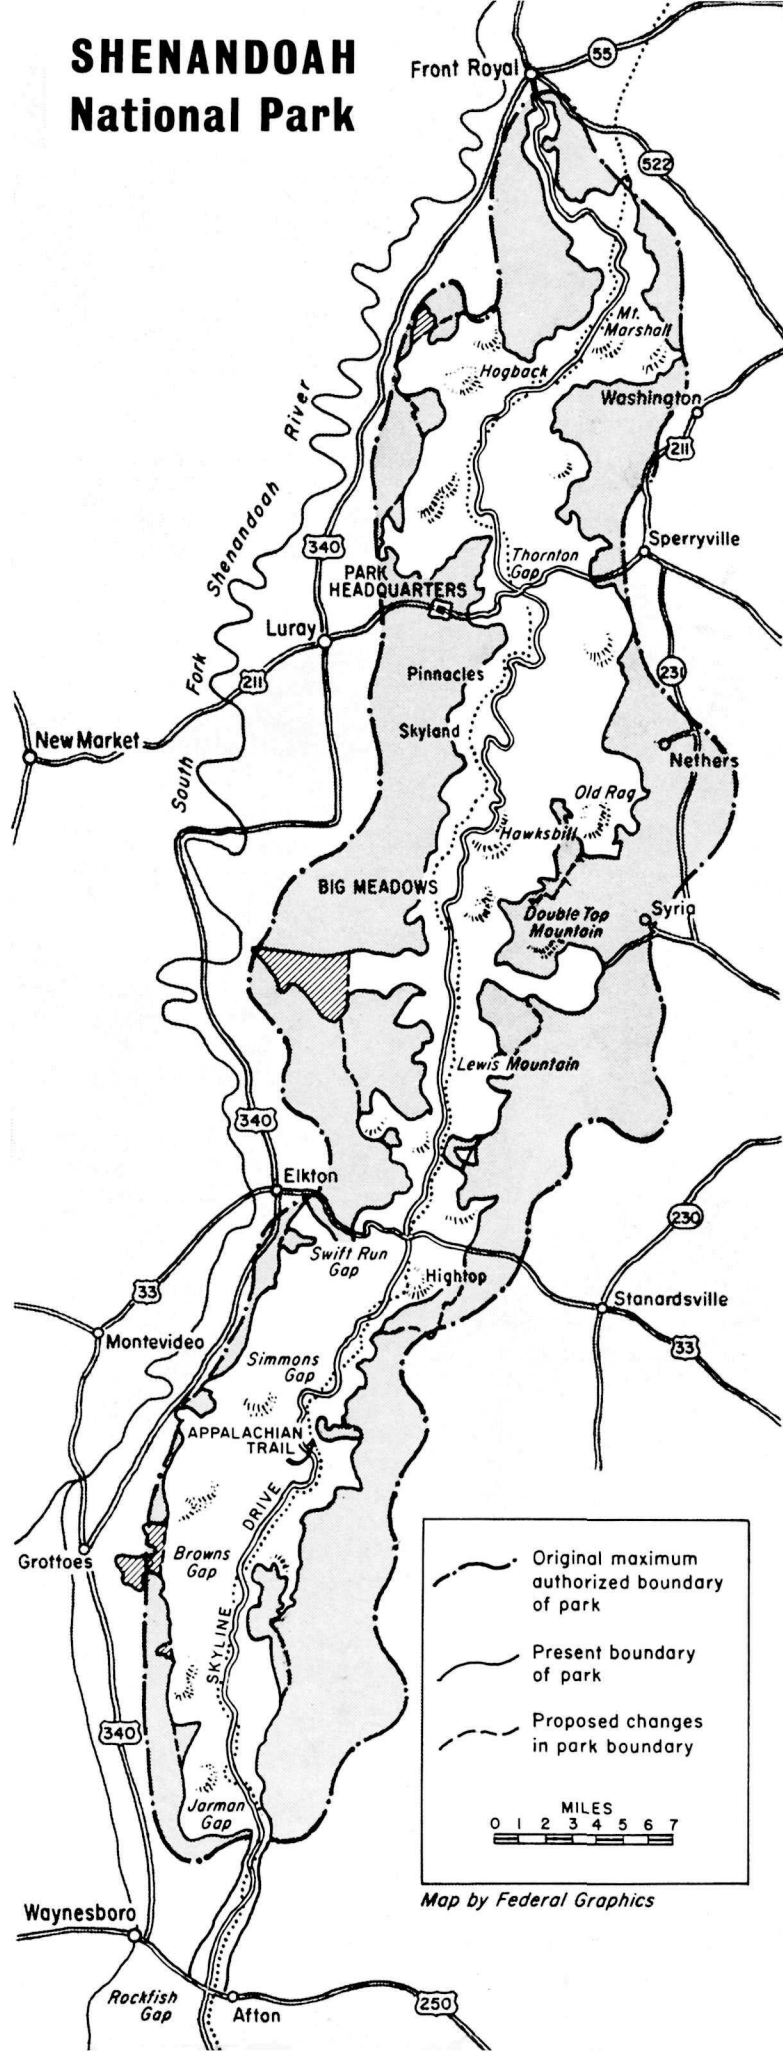 SHENANDOAH
National Park
Front Royal
55
522
Mt.
Marshall
Hogback
Washington
River
211
Shenandoah
340
Sperryville
Thornton
Gap
PARK
HEADQUARTERS
Luray
Fork
211
231
Pinnacles
Skyland
New Market
Nethers
South
Old Rag
Hawksbill
BIG MEADOWS
Double Top
Mountain
Syria
Lewis Mountain
340
Elkton
230
Swift Run
Gap
Hightop
33
Stanardsville
Montevideo
33
Simmons
Gap
APPALACHIAN
TRAIL
DRIVE
Grottoes
Browns
Gap
SKYLINE
Original maximum
authorized boundary
of park
Present boundary
of park
Proposed changes
in park boundary
340
Jarman
Gap
MILES
0 1 2 3 4 5 6 7
Map by Federal Graphics
Waynesboro
Rockfish
Gap
Afton
250